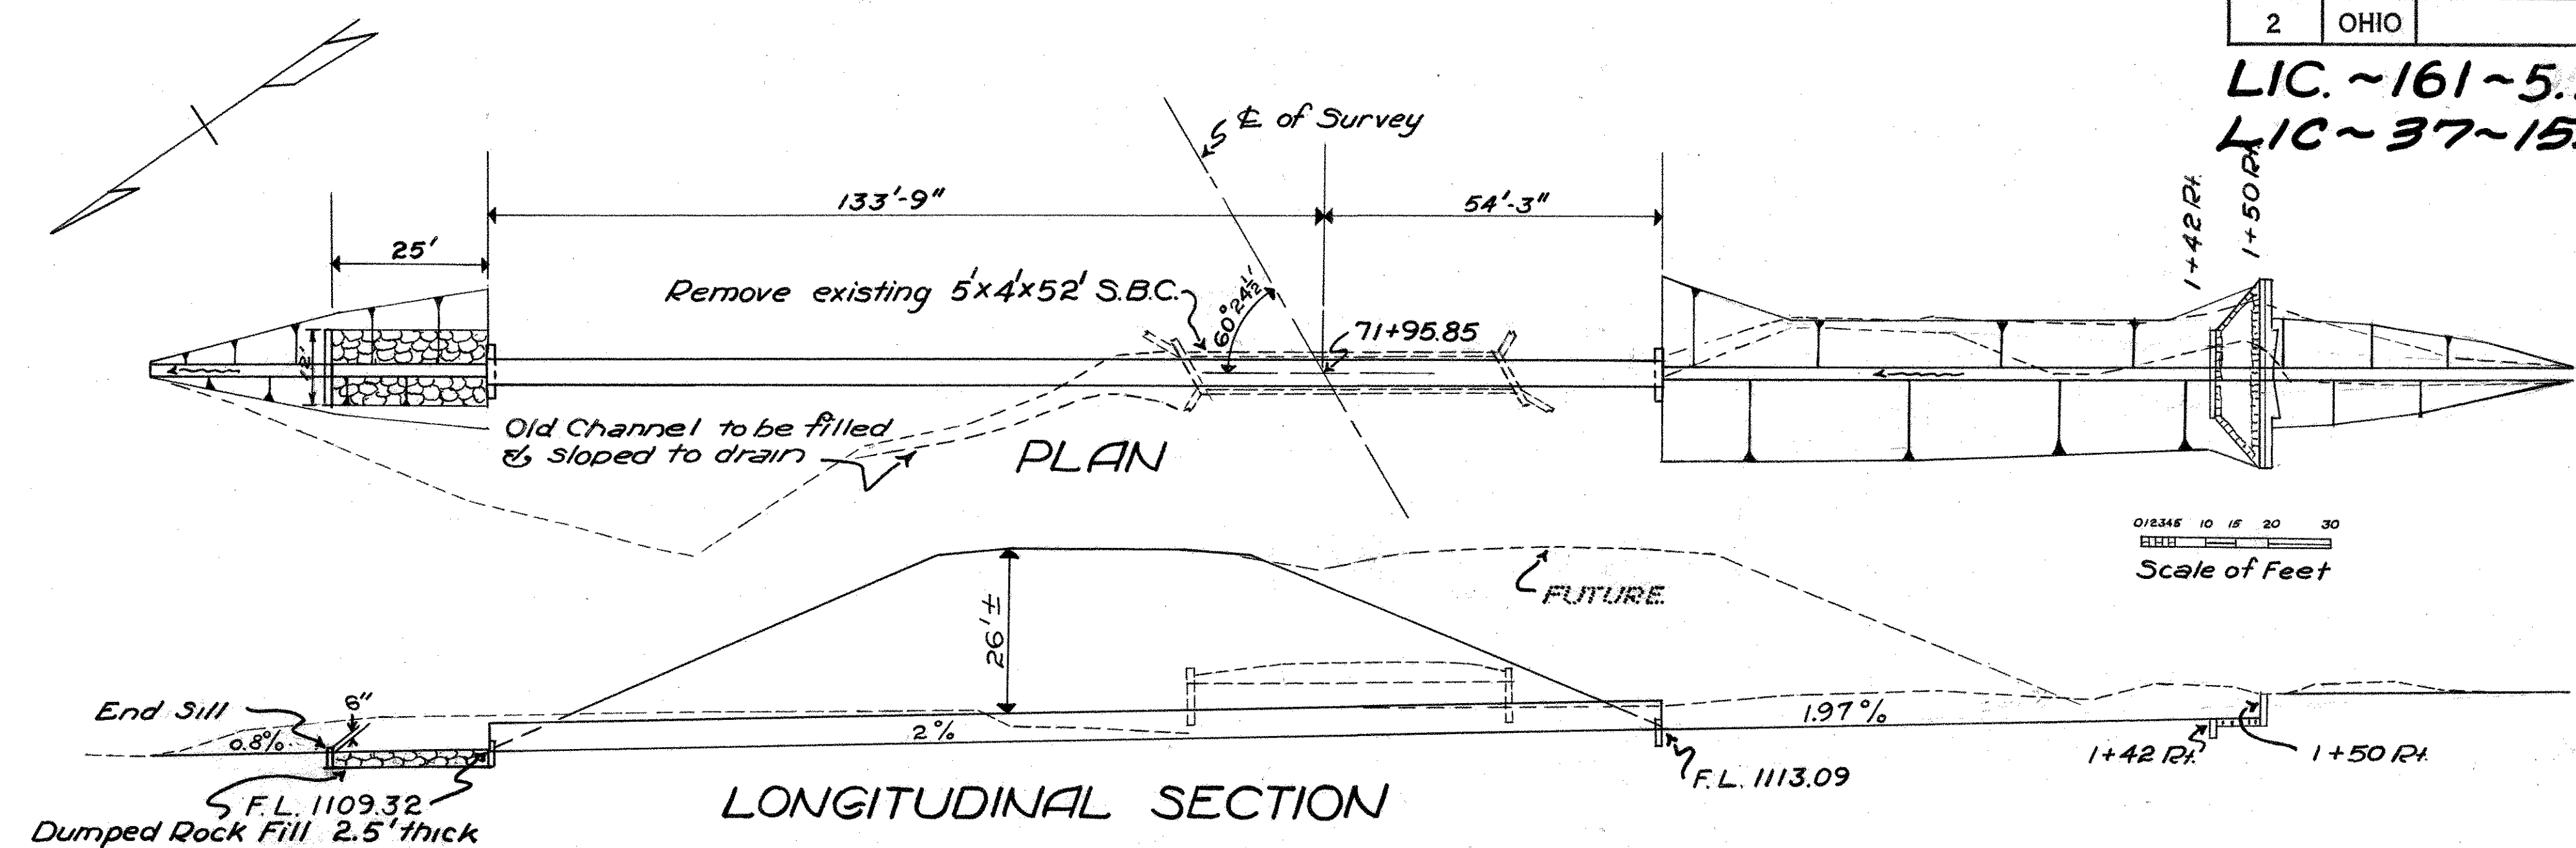 2 OHIO
LIC. ~161~5.
LIC~37~15.
℄ of Survey
133'-9"
54'-3"
25'
1+42 Rt.
1+50 Rt.
Remove existing 5'x4'x52' S.B.C.
60°24½'
71+95.85
12'
Old Channel to be filled
& sloped to drain
PLAN
0 1 2 3 4 5 10 15 20 30
Scale of Feet
FUTURE
26'±
End Sill
6"
0.8%
2%
1.97%
1+42 Rt.
1+50 Rt.
F.L. 1113.09
F.L. 1109.32
Dumped Rock Fill 2.5' thick
LONGITUDINAL SECTION